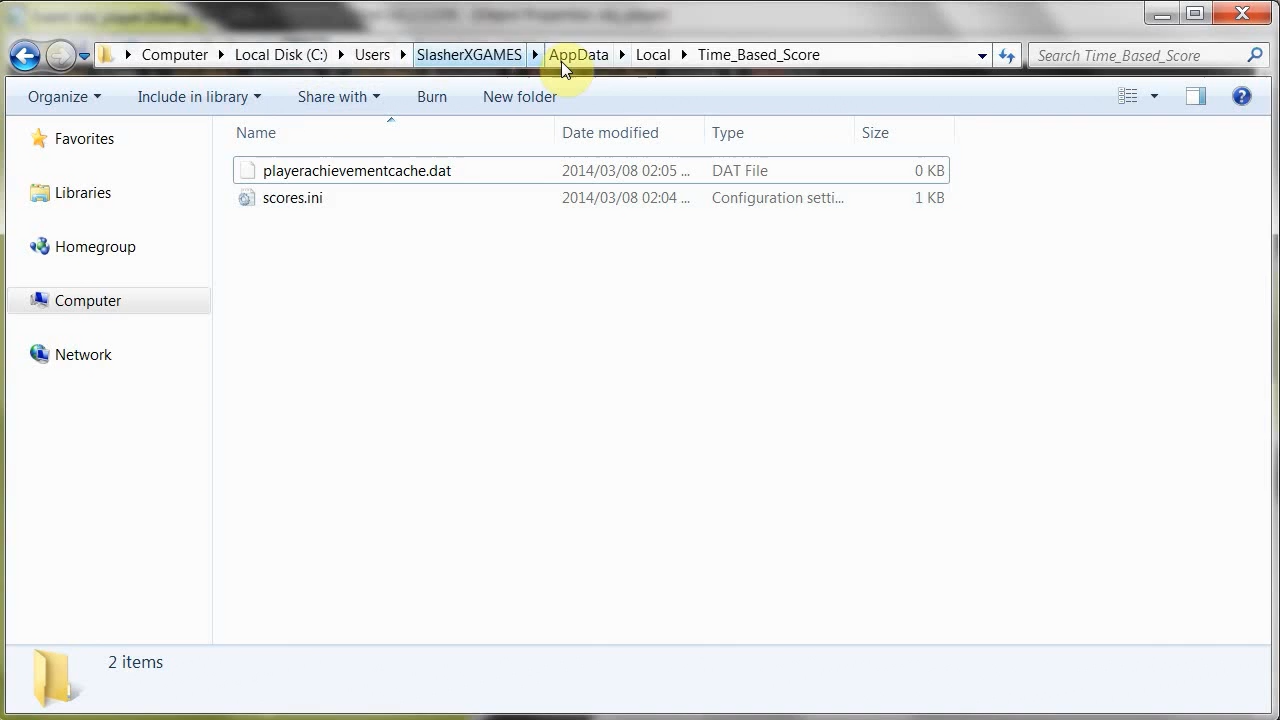 Computer Local Disk (C:) Users SlasherXGAMES AppData Local Time_Based_Score Search Time_Based_Score
Organize Include in library Share with Burn New folder
Favorites
Libraries
Homegroup
Computer
Network
Name Date modified Type Size
playerachievementcache.dat 2014/03/08 02:05 ... DAT File 0 KB
scores.ini 2014/03/08 02:04 ... Configuration setti... 1 KB
2 items